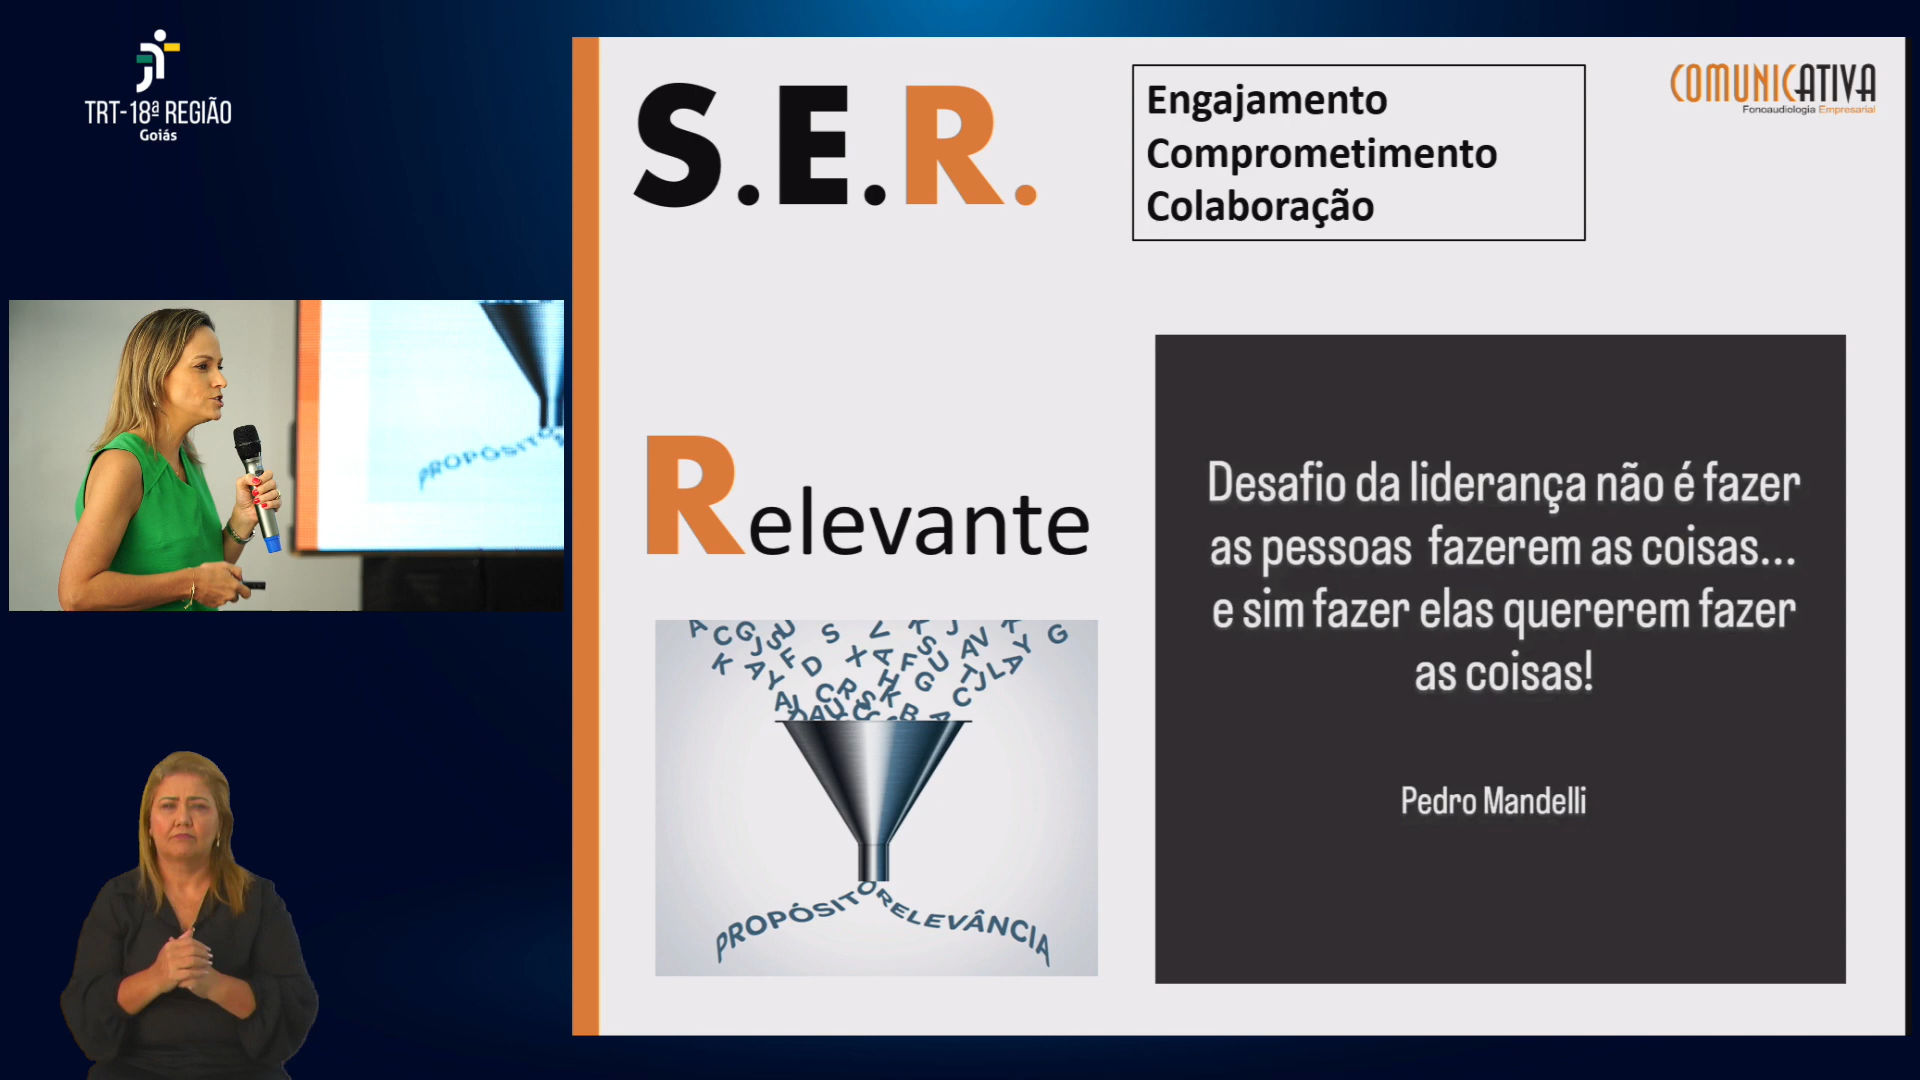 TRT-18ª REGIÃO
Goiás
S.E.R.
Engajamento
Comprometimento
Colaboração
COMUNICATIVA
Fonoaudiologia Empresarial
PROPÓSITO
Relevante
Desafio da liderança não é fazer
as pessoas fazerem as coisas...
e sim fazer elas quererem fazer
as coisas!
Pedro Mandelli
PROPÓSITO RELEVÂNCIA